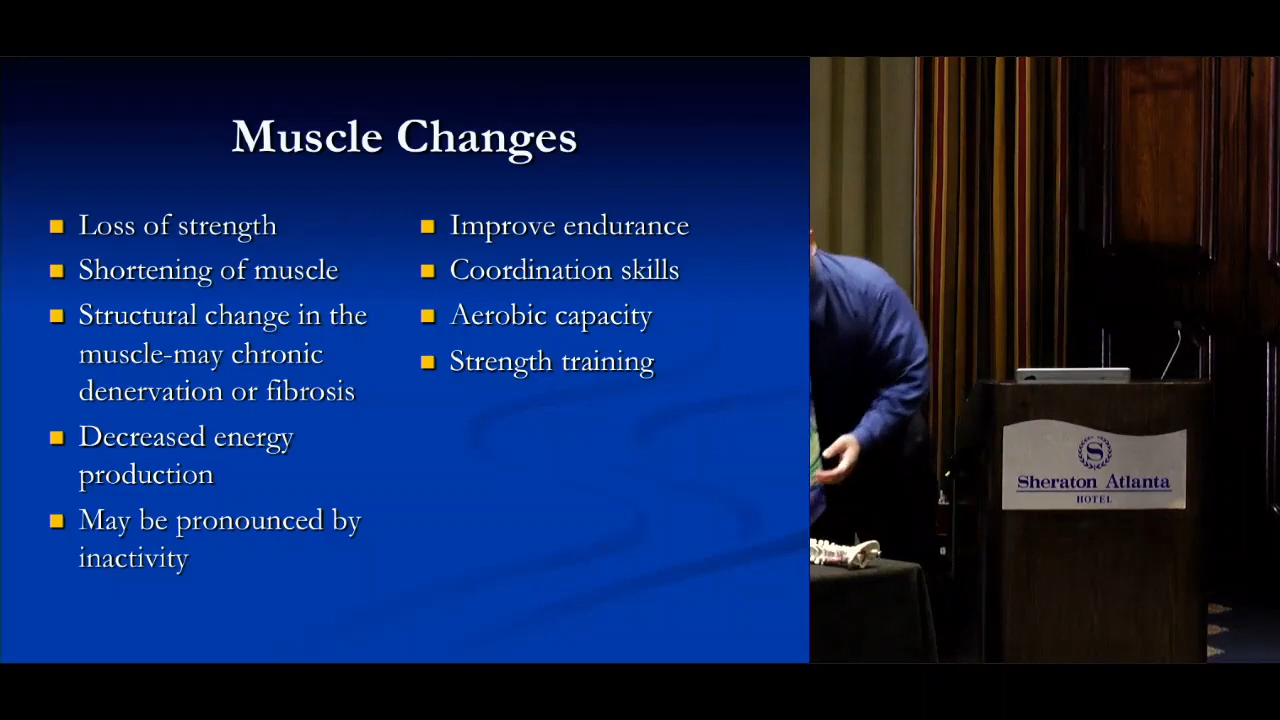 Muscle Changes
Loss of strength
Shortening of muscle
Structural change in the
muscle-may chronic
denervation or fibrosis
Decreased energy
production
May be pronounced by
inactivity
Improve endurance
Coordination skills
Aerobic capacity
Strength training
S
Sheraton Atlanta
HOTEL